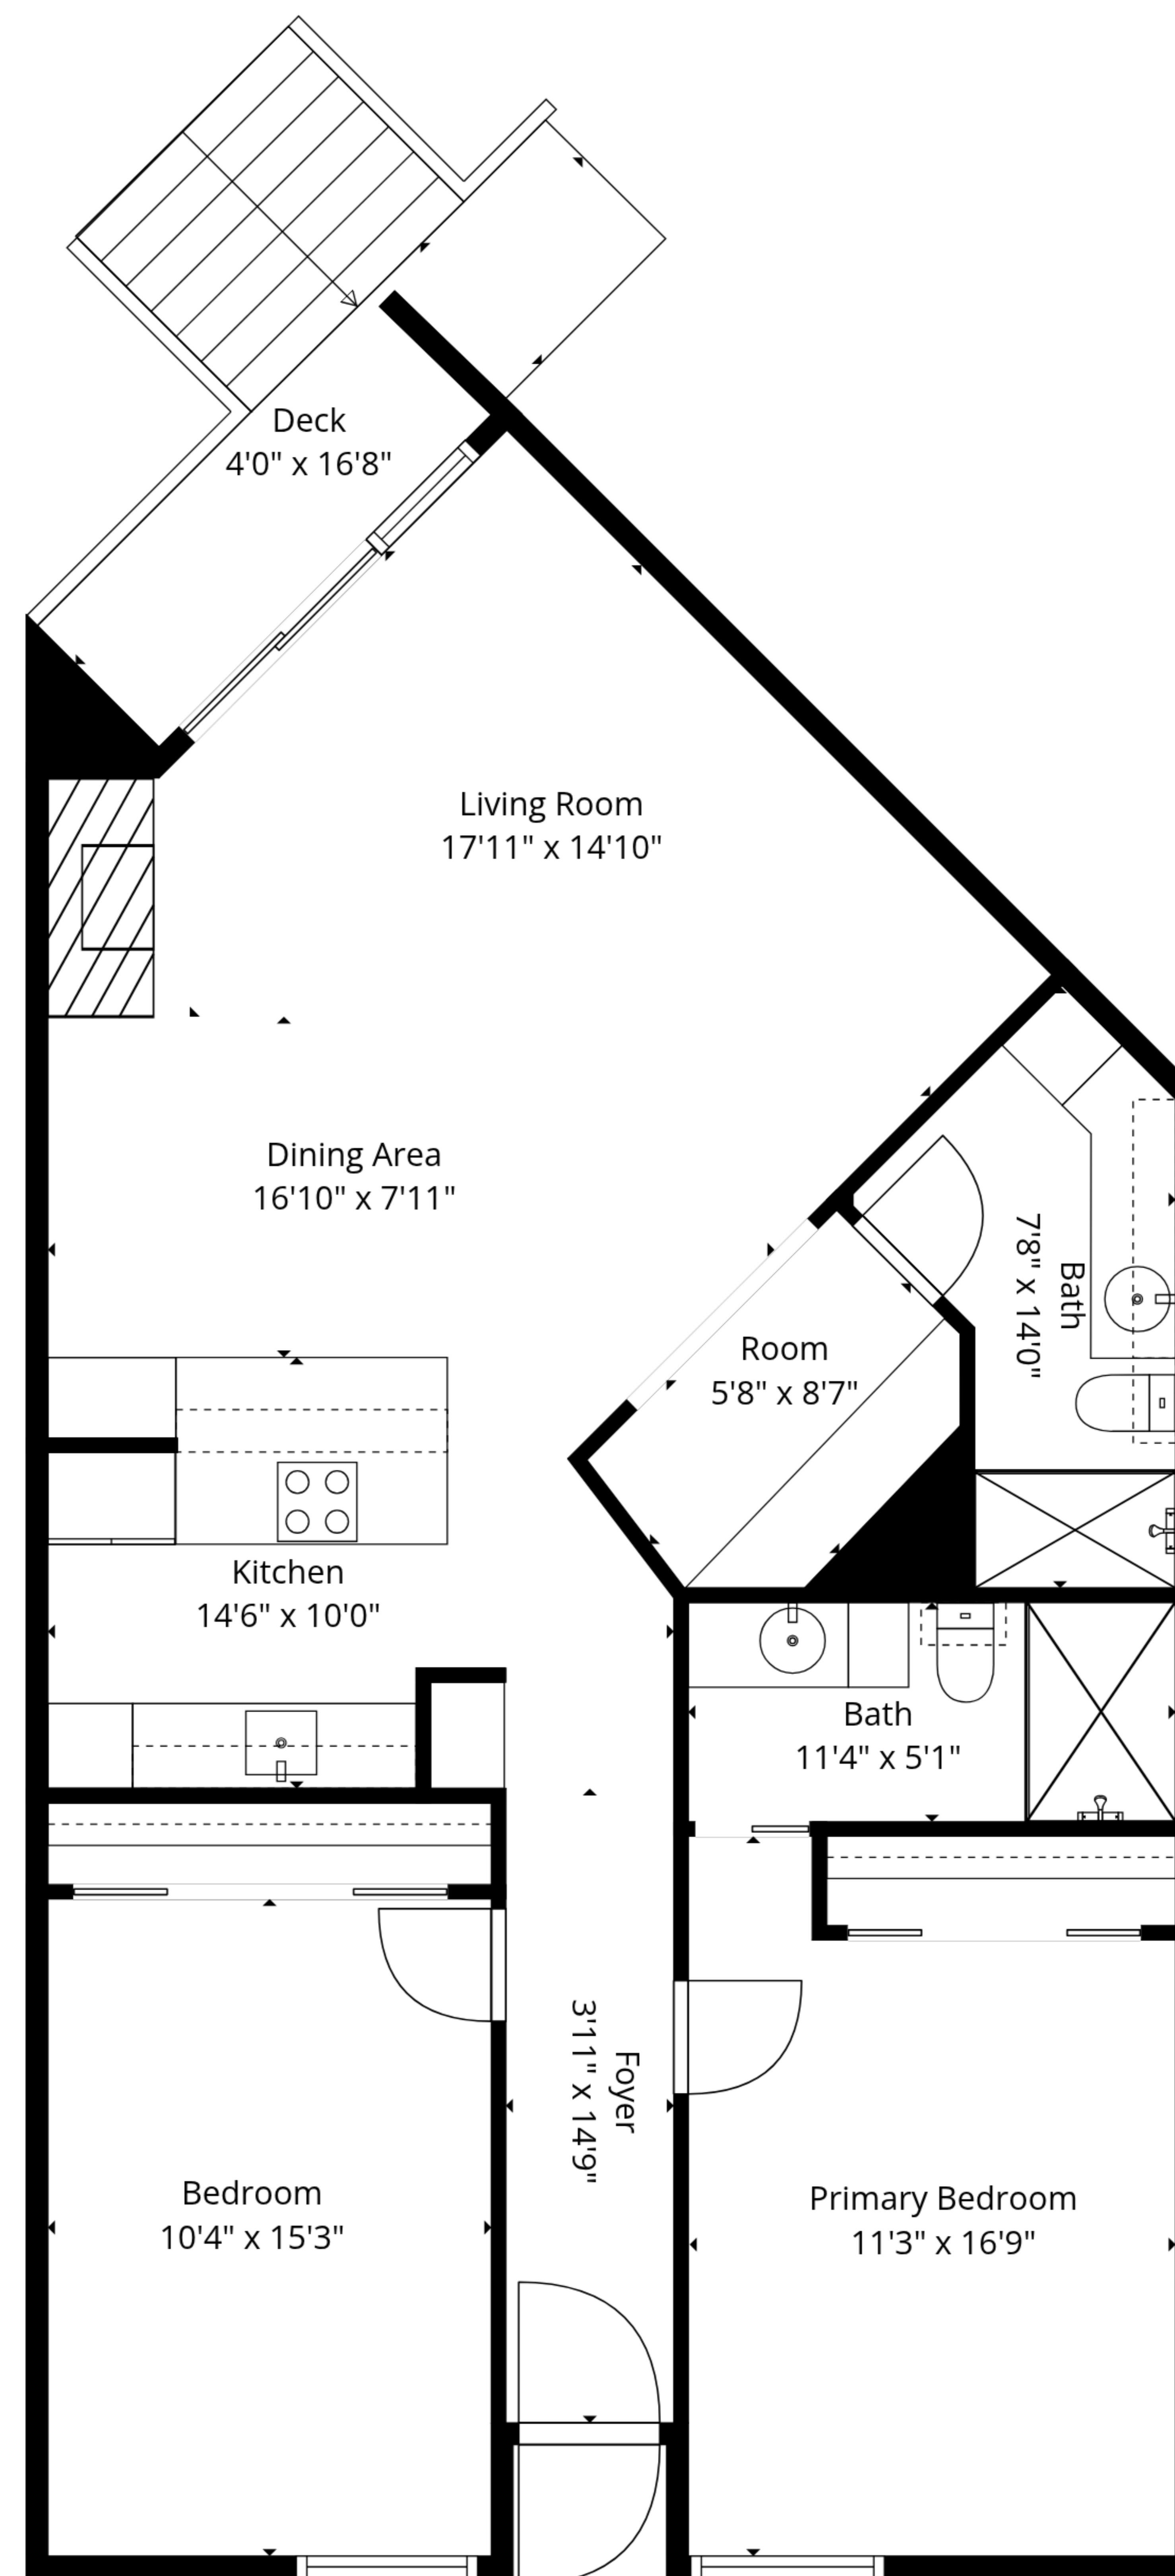 Deck
4'0" x 16'8"
Living Room
17'11" x 14'10"
Dining Area
16'10" x 7'11"
Bath
7'8" x 14'0"
Room
5'8" x 8'7"
Kitchen
14'6" x 10'0"
Bath
11'4" x 5'1"
Foyer
3'11" x 14'9"
Bedroom
10'4" x 15'3"
Primary Bedroom
11'3" x 16'9"